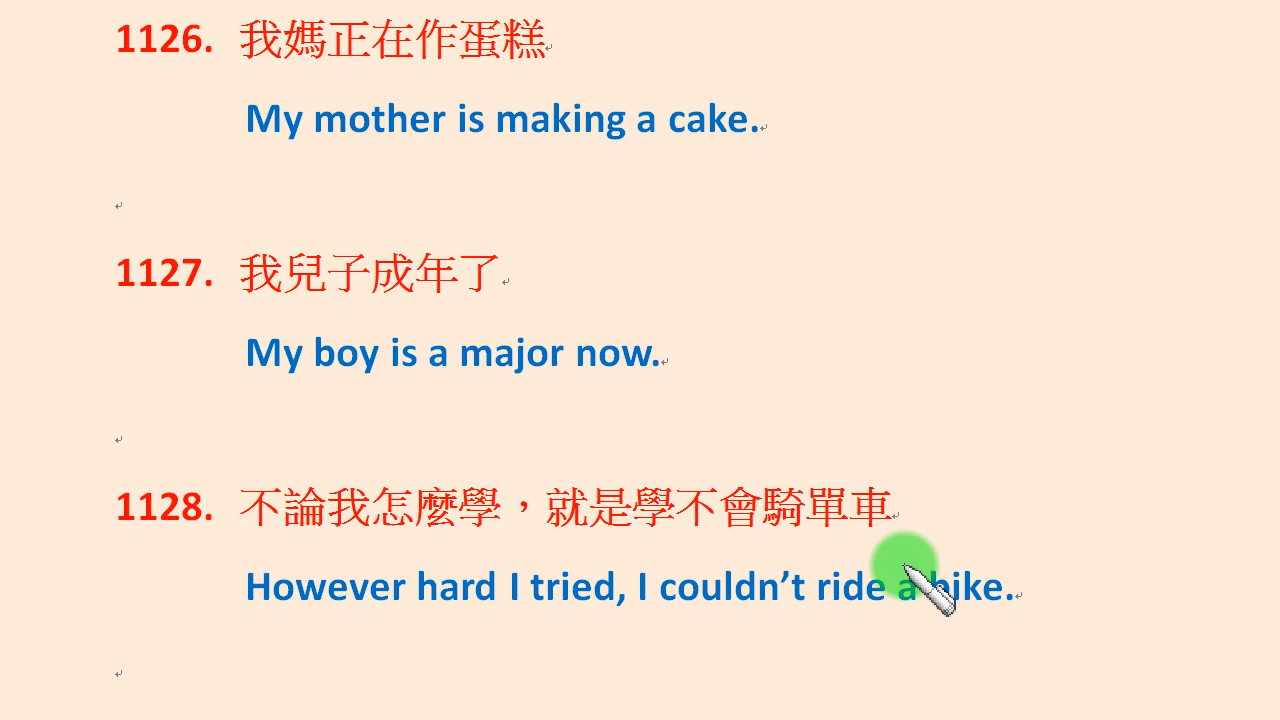 1126. 我媽正在作蛋糕
My mother is making a cake.
1127. 我兒子成年了
My boy is a major now.
1128. 不論我怎麼學，就是學不會騎單車
However hard I tried, I couldn’t ride a bike.